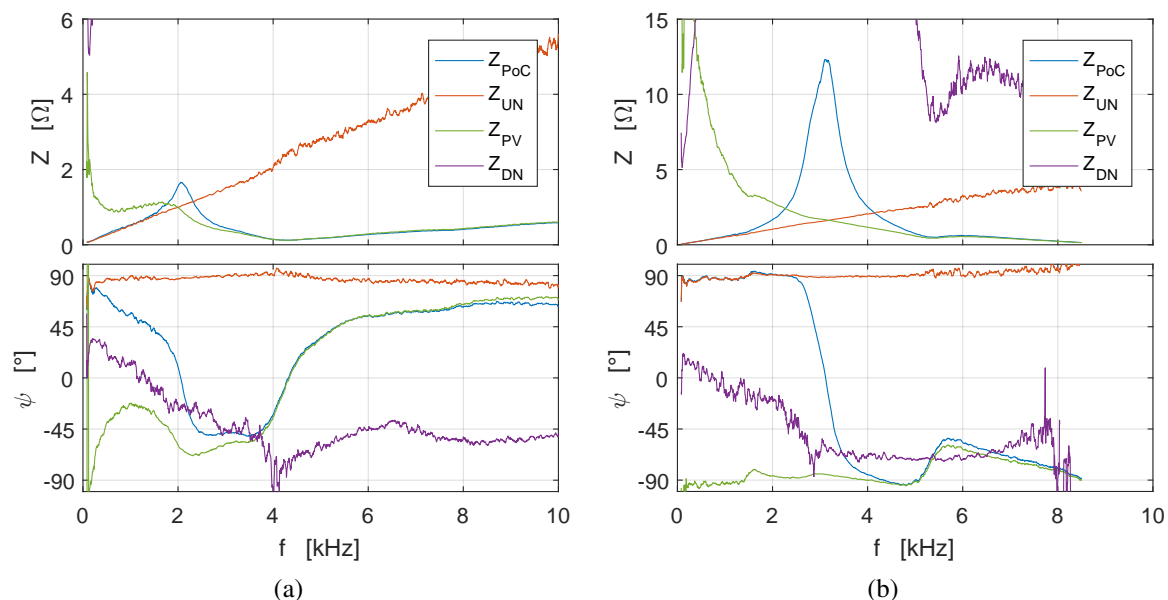 6
4
2
0
Z [Ω]
Z_PoC
Z_UN
Z_PV
Z_DN
90
45
0
-45
-90
ψ [°]
0 2 4 6 8 10
f [kHz]
(a)
15
10
5
0
Z [Ω]
Z_PoC
Z_UN
Z_PV
Z_DN
90
45
0
-45
-90
ψ [°]
0 2 4 6 8 10
f [kHz]
(b)